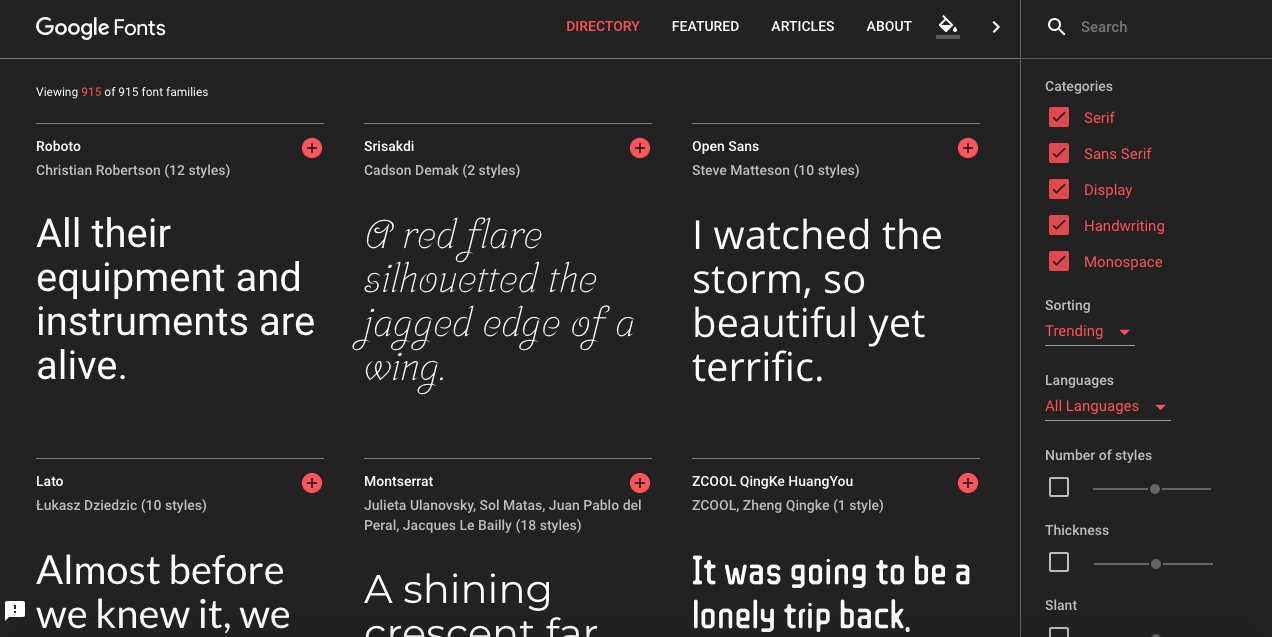 Google Fonts
DIRECTORY
FEATURED
ARTICLES
ABOUT
Search
Viewing 915 of 915 font families
Roboto
Christian Robertson (12 styles)
All their
equipment and
instruments are
alive.
Srisakdi
Cadson Demak (2 styles)
A red flare
silhouetted the
jagged edge of a
wing.
Open Sans
Steve Matteson (10 styles)
I watched the
storm, so
beautiful yet
terrific.
Lato
Łukasz Dziedzic (10 styles)
Almost before
we knew it, we
Montserrat
Julieta Ulanovsky, Sol Matas, Juan Pablo del
Peral, Jacques Le Bailly (18 styles)
A shining
crescent far
ZCOOL QingKe HuangYou
ZCOOL, Zheng Qingke (1 style)
It was going to be a
lonely trip back.
Categories
Serif
Sans Serif
Display
Handwriting
Monospace
Sorting
Trending
Languages
All Languages
Number of styles
Thickness
Slant